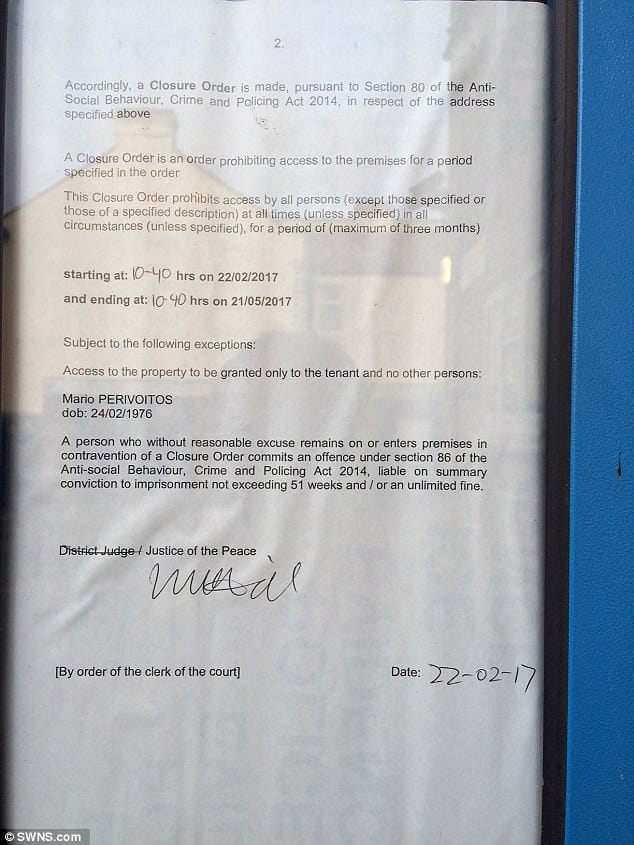 2.
Accordingly, a Closure Order is made, pursuant to Section 80 of the Anti-
Social Behaviour, Crime and Policing Act 2014, in respect of the address
specified above
A Closure Order is an order prohibiting access to the premises for a period
specified in the order
This Closure Order prohibits access by all persons (except those specified or
those of a specified description) at all times (unless specified) in all
circumstances (unless specified), for a period of (maximum of three months)
starting at: 10-40 hrs on 22/02/2017
and ending at: 10-40 hrs on 21/05/2017
Subject to the following exceptions:
Access to the property to be granted only to the tenant and no other persons:
Mario PERIVOITOS
dob: 24/02/1976
A person who without reasonable excuse remains on or enters premises in
contravention of a Closure Order commits an offence under section 86 of the
Anti-social Behaviour, Crime and Policing Act 2014, liable on summary
conviction to imprisonment not exceeding 51 weeks and / or an unlimited fine.
District Judge / Justice of the Peace
[By order of the clerk of the court] Date: 22-02-17
© SWNS.com